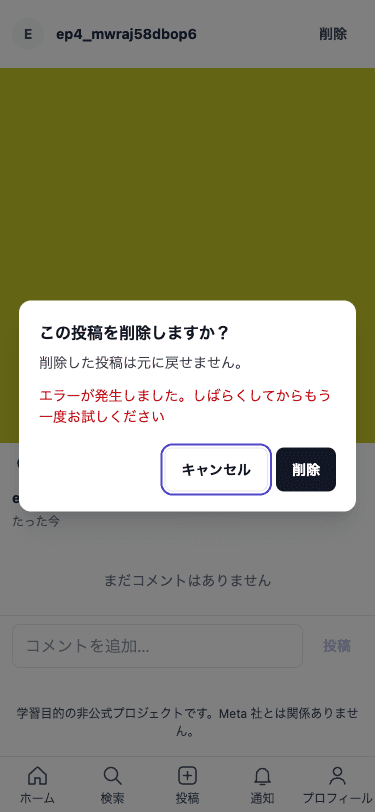 E ep4_mwraj58dbop6 削除
この投稿を削除しますか？
削除した投稿は元に戻せません。
エラーが発生しました。しばらくしてからもう
一度お試しください
キャンセル 削除
たった今
まだコメントはありません
コメントを追加... 投稿
学習目的の非公式プロジェクトです。Meta 社とは関係ありませ
ん。
ホーム 検索 投稿 通知 プロフィール